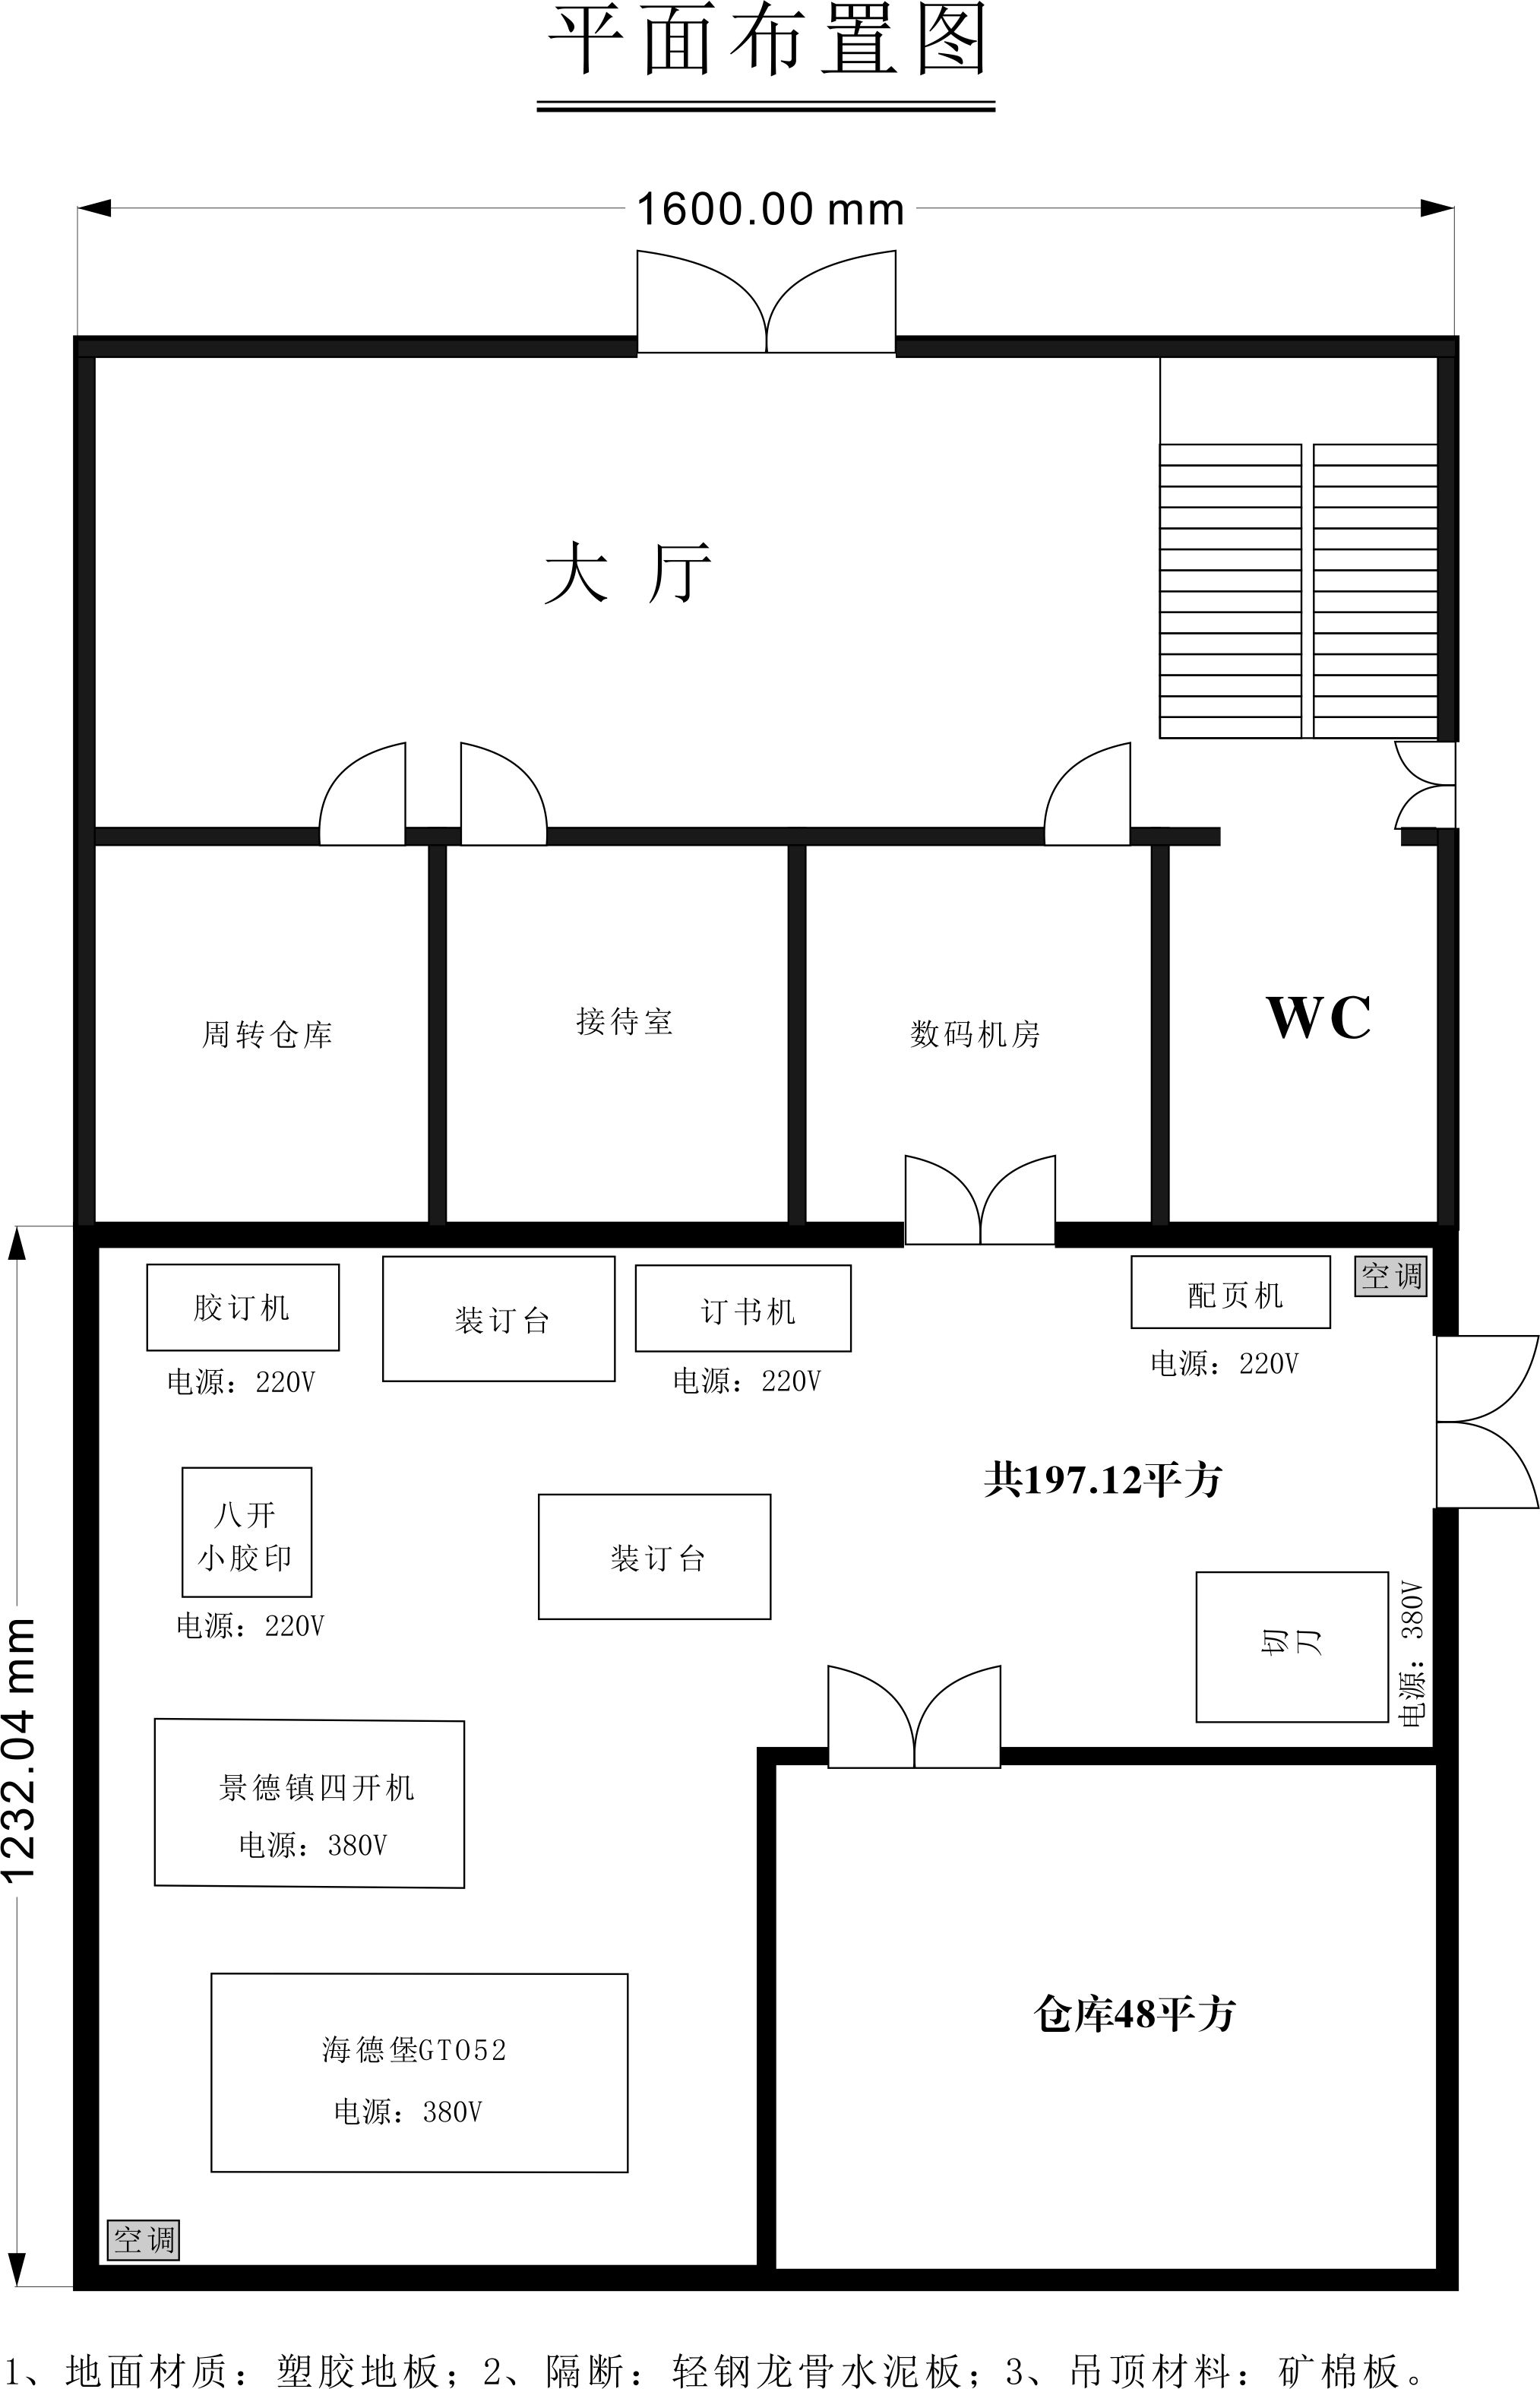 平面布置图
1600.00 mm
大厅
周转仓库
接待室
数码机房
WC
胶订机
电源：220V
装订台
订书机
电源：220V
配页机
电源：220V
空调
共197.12平方
八开
小胶印
电源：220V
装订台
切刀
电源：380V
1232.04 mm
景德镇四开机
电源：380V
仓库48平方
海德堡GTO52
电源：380V
空调
1、地面材质：塑胶地板；2、隔断：轻钢龙骨水泥板；3、吊顶材料：矿棉板。